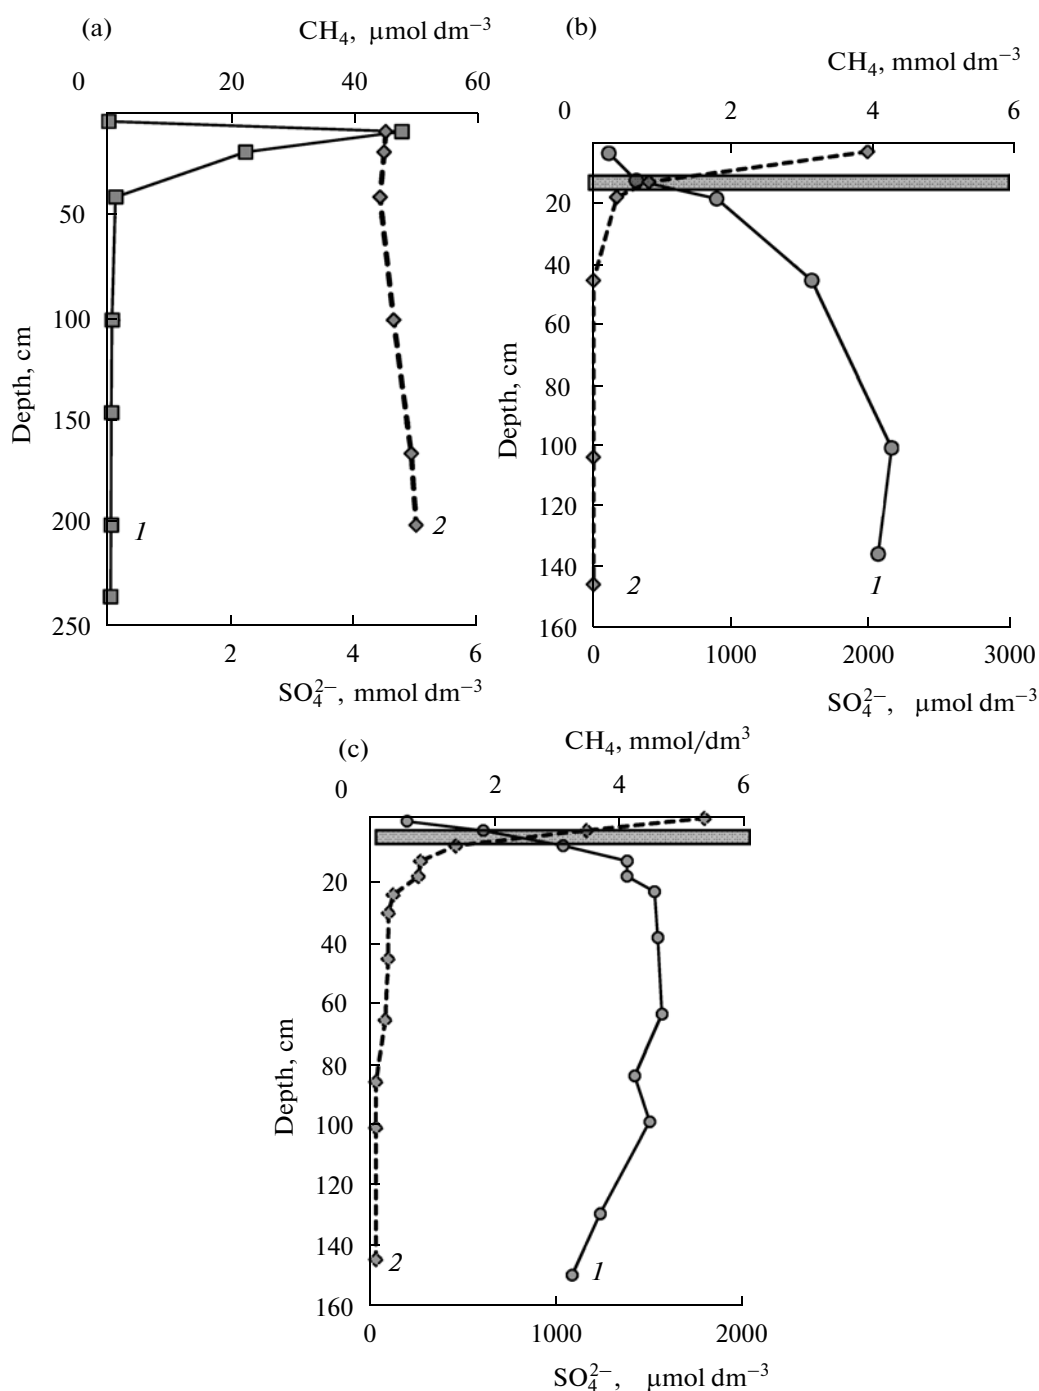 (a)
CH₄, μmol dm⁻³
0 20 40 60
50
100
150
200
250
Depth, cm
1
2
2 4 6
SO₄²⁻, mmol dm⁻³
(b)
CH₄, mmol dm⁻³
0 2 4 6
20
40
60
80
100
120
140
160
Depth, cm
2
1
0 1000 2000 3000
SO₄²⁻, μmol dm⁻³
(c)
CH₄, mmol/dm³
0 2 4 6
20
40
60
80
100
120
140
160
Depth, cm
2
1
0 1000 2000
SO₄²⁻, μmol dm⁻³